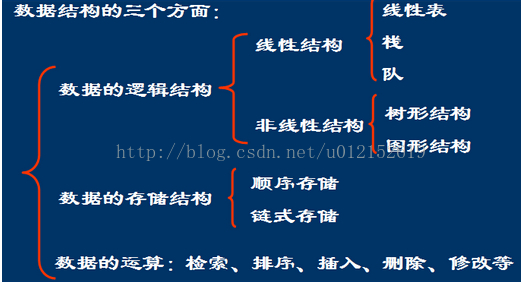 数据结构的三个方面：
线性表
线性结构
栈
队
数据的逻辑结构
非线性结构
树形结构
图形结构
http://blog.csdn.net/u012152619
数据的存储结构
顺序存储
链式存储
数据的运算：检索、排序、插入、删除、修改等